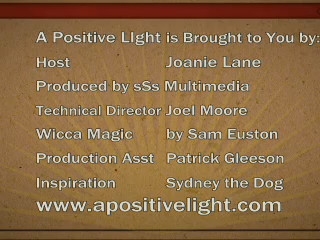 A Positive LIght is Brought to You by:
Host Joanie Lane
Produced by sSs Multimedia
Technical Director Joel Moore
Wicca Magic by Sam Euston
Production Asst Patrick Gleeson
Inspiration Sydney the Dog
www.apositivelight.com